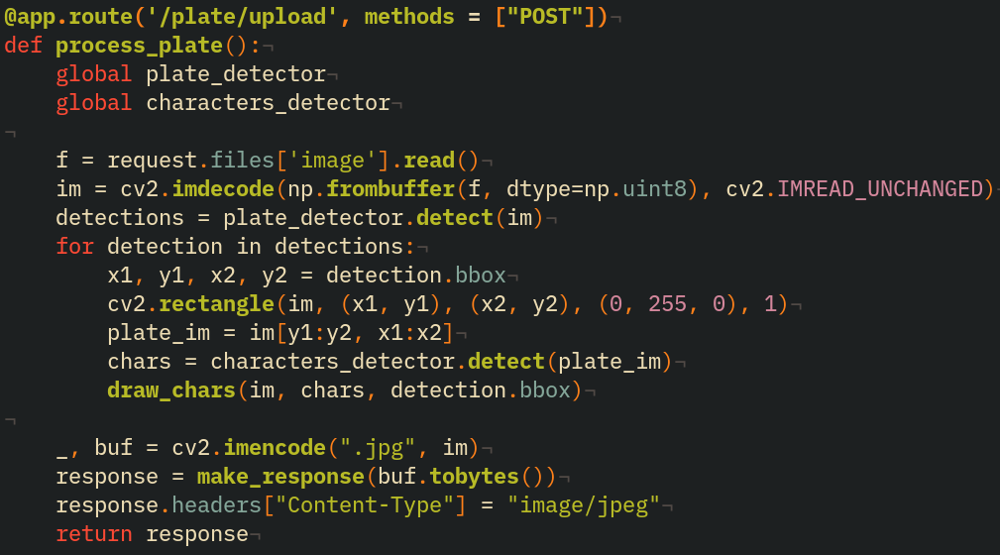 @app.route('/plate/upload', methods = ["POST"])¬
def process_plate():¬
    global plate_detector¬
    global characters_detector¬
¬
    f = request.files['image'].read()¬
    im = cv2.imdecode(np.frombuffer(f, dtype=np.uint8), cv2.IMREAD_UNCHANGED)¬
    detections = plate_detector.detect(im)¬
    for detection in detections:¬
        x1, y1, x2, y2 = detection.bbox¬
        cv2.rectangle(im, (x1, y1), (x2, y2), (0, 255, 0), 1)¬
        plate_im = im[y1:y2, x1:x2]¬
        chars = characters_detector.detect(plate_im)¬
        draw_chars(im, chars, detection.bbox)¬
¬
    _, buf = cv2.imencode(".jpg", im)¬
    response = make_response(buf.tobytes())¬
    response.headers["Content-Type"] = "image/jpeg"¬
    return response¬